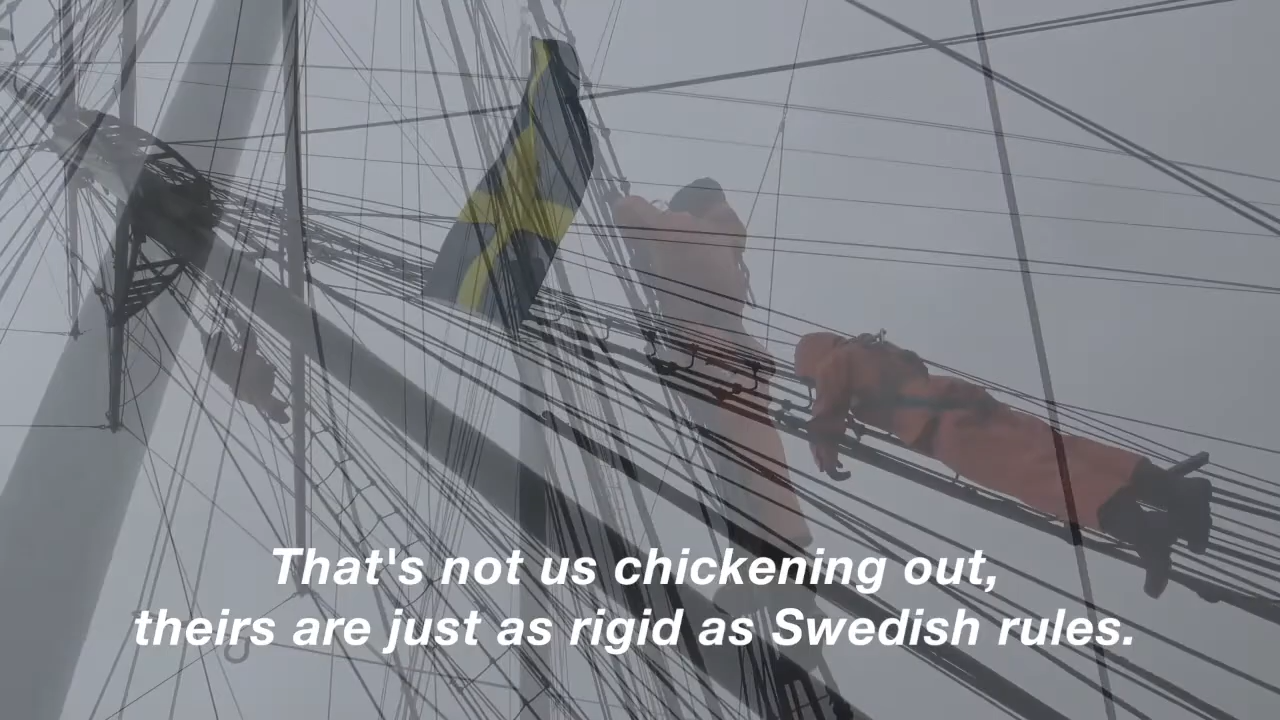 That's not us chickening out,
theirs are just as rigid as Swedish rules.